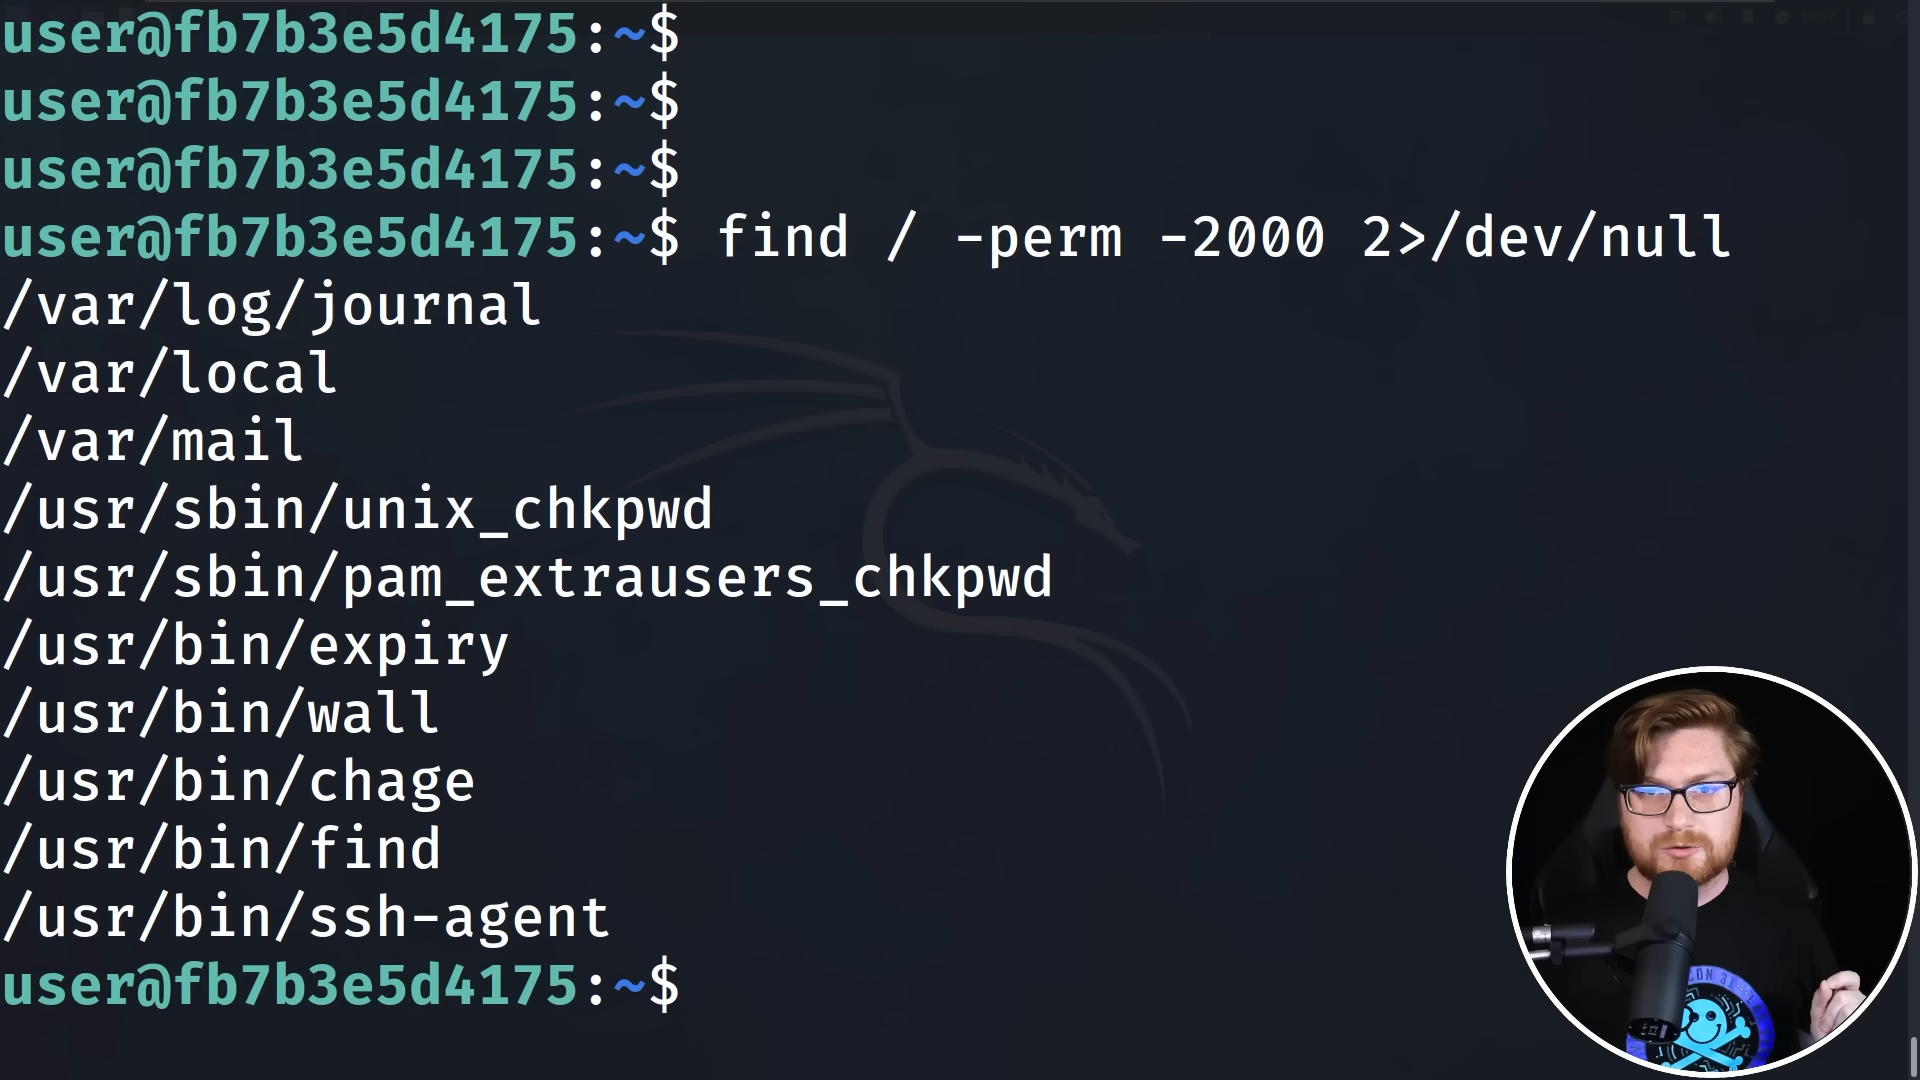 user@fb7b3e5d4175:~$
user@fb7b3e5d4175:~$
user@fb7b3e5d4175:~$
user@fb7b3e5d4175:~$ find / -perm -2000 2>/dev/null
/var/log/journal
/var/local
/var/mail
/usr/sbin/unix_chkpwd
/usr/sbin/pam_extrausers_chkpwd
/usr/bin/expiry
/usr/bin/wall
/usr/bin/chage
/usr/bin/find
/usr/bin/ssh-agent
user@fb7b3e5d4175:~$